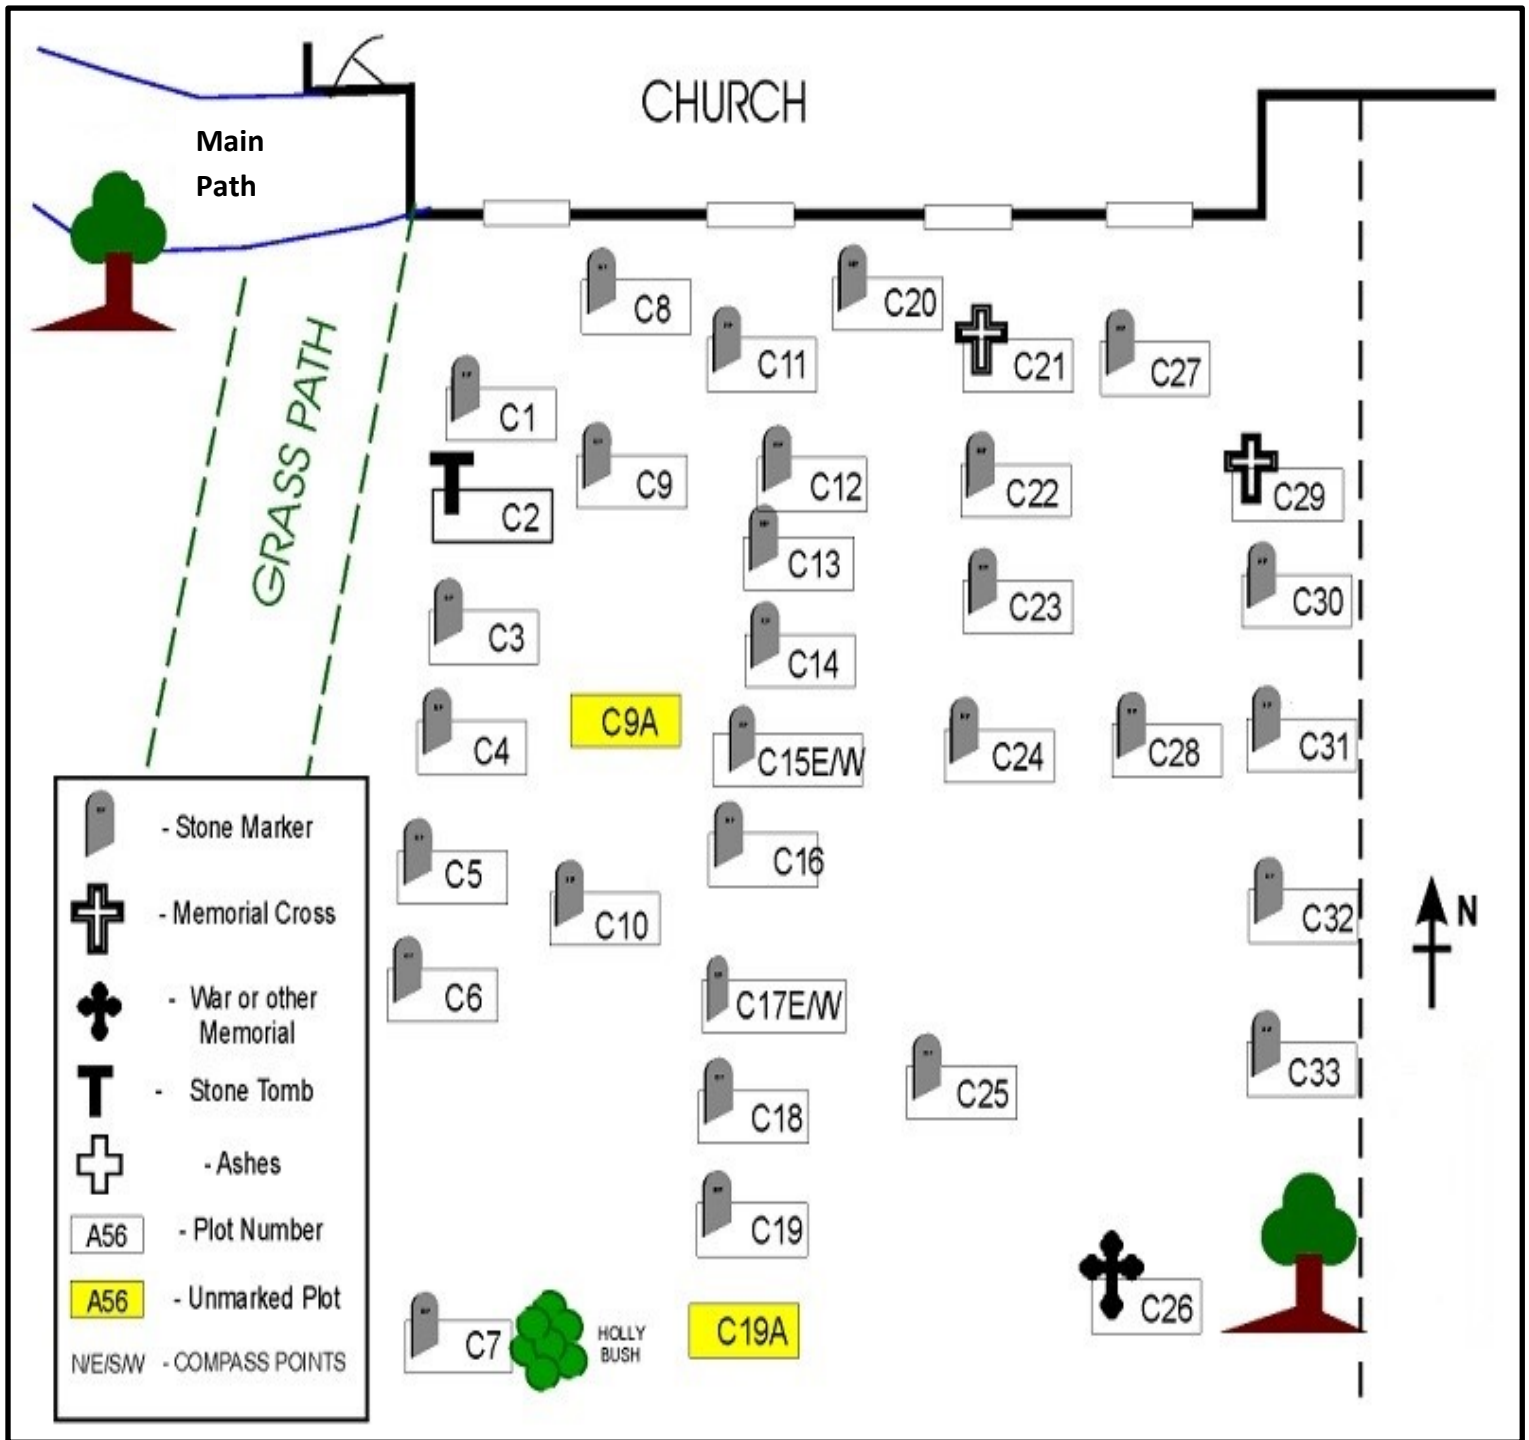 CHURCH
Main
Path
GRASS PATH
C8
C20
C11
C21
C27
C1
C9
C12
C22
C29
C2
C13
C23
C30
C3
C14
C9A
C4
C15E/W
C24
C28
C31
C16
C5
C10
C32
C6
C17E/W
C25
C33
C18
C19
C26
C7
HOLLY
BUSH
C19A
N
- Stone Marker
- Memorial Cross
- War or other
Memorial
- Stone Tomb
- Ashes
A56 - Plot Number
A56 - Unmarked Plot
N/E/S/W - COMPASS POINTS